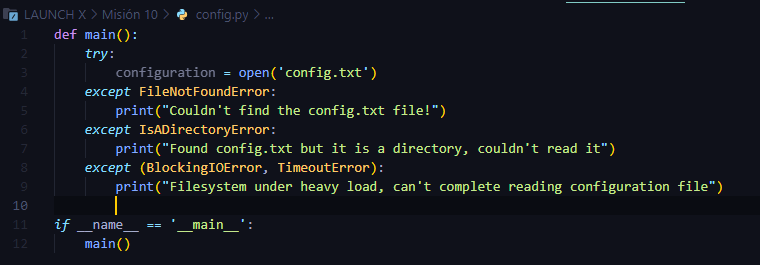 LAUNCH X > Misión 10 > config.py > ...
1 def main():
2     try:
3         configuration = open('config.txt')
4     except FileNotFoundError:
5         print("Couldn't find the config.txt file!")
6     except IsADirectoryError:
7         print("Found config.txt but it is a directory, couldn't read it")
8     except (BlockingIOError, TimeoutError):
9         print("Filesystem under heavy load, can't complete reading configuration file")
10
11 if __name__ == '__main__':
12     main()